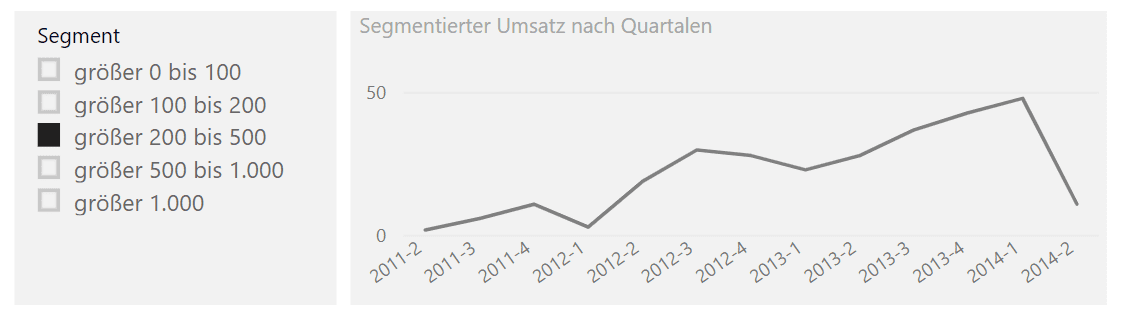 Segment
größer 0 bis 100
größer 100 bis 200
größer 200 bis 500
größer 500 bis 1.000
größer 1.000
Segmentierter Umsatz nach Quartalen
50
0
2011-2
2011-3
2011-4
2012-1
2012-2
2012-3
2012-4
2013-1
2013-2
2013-3
2013-4
2014-1
2014-2